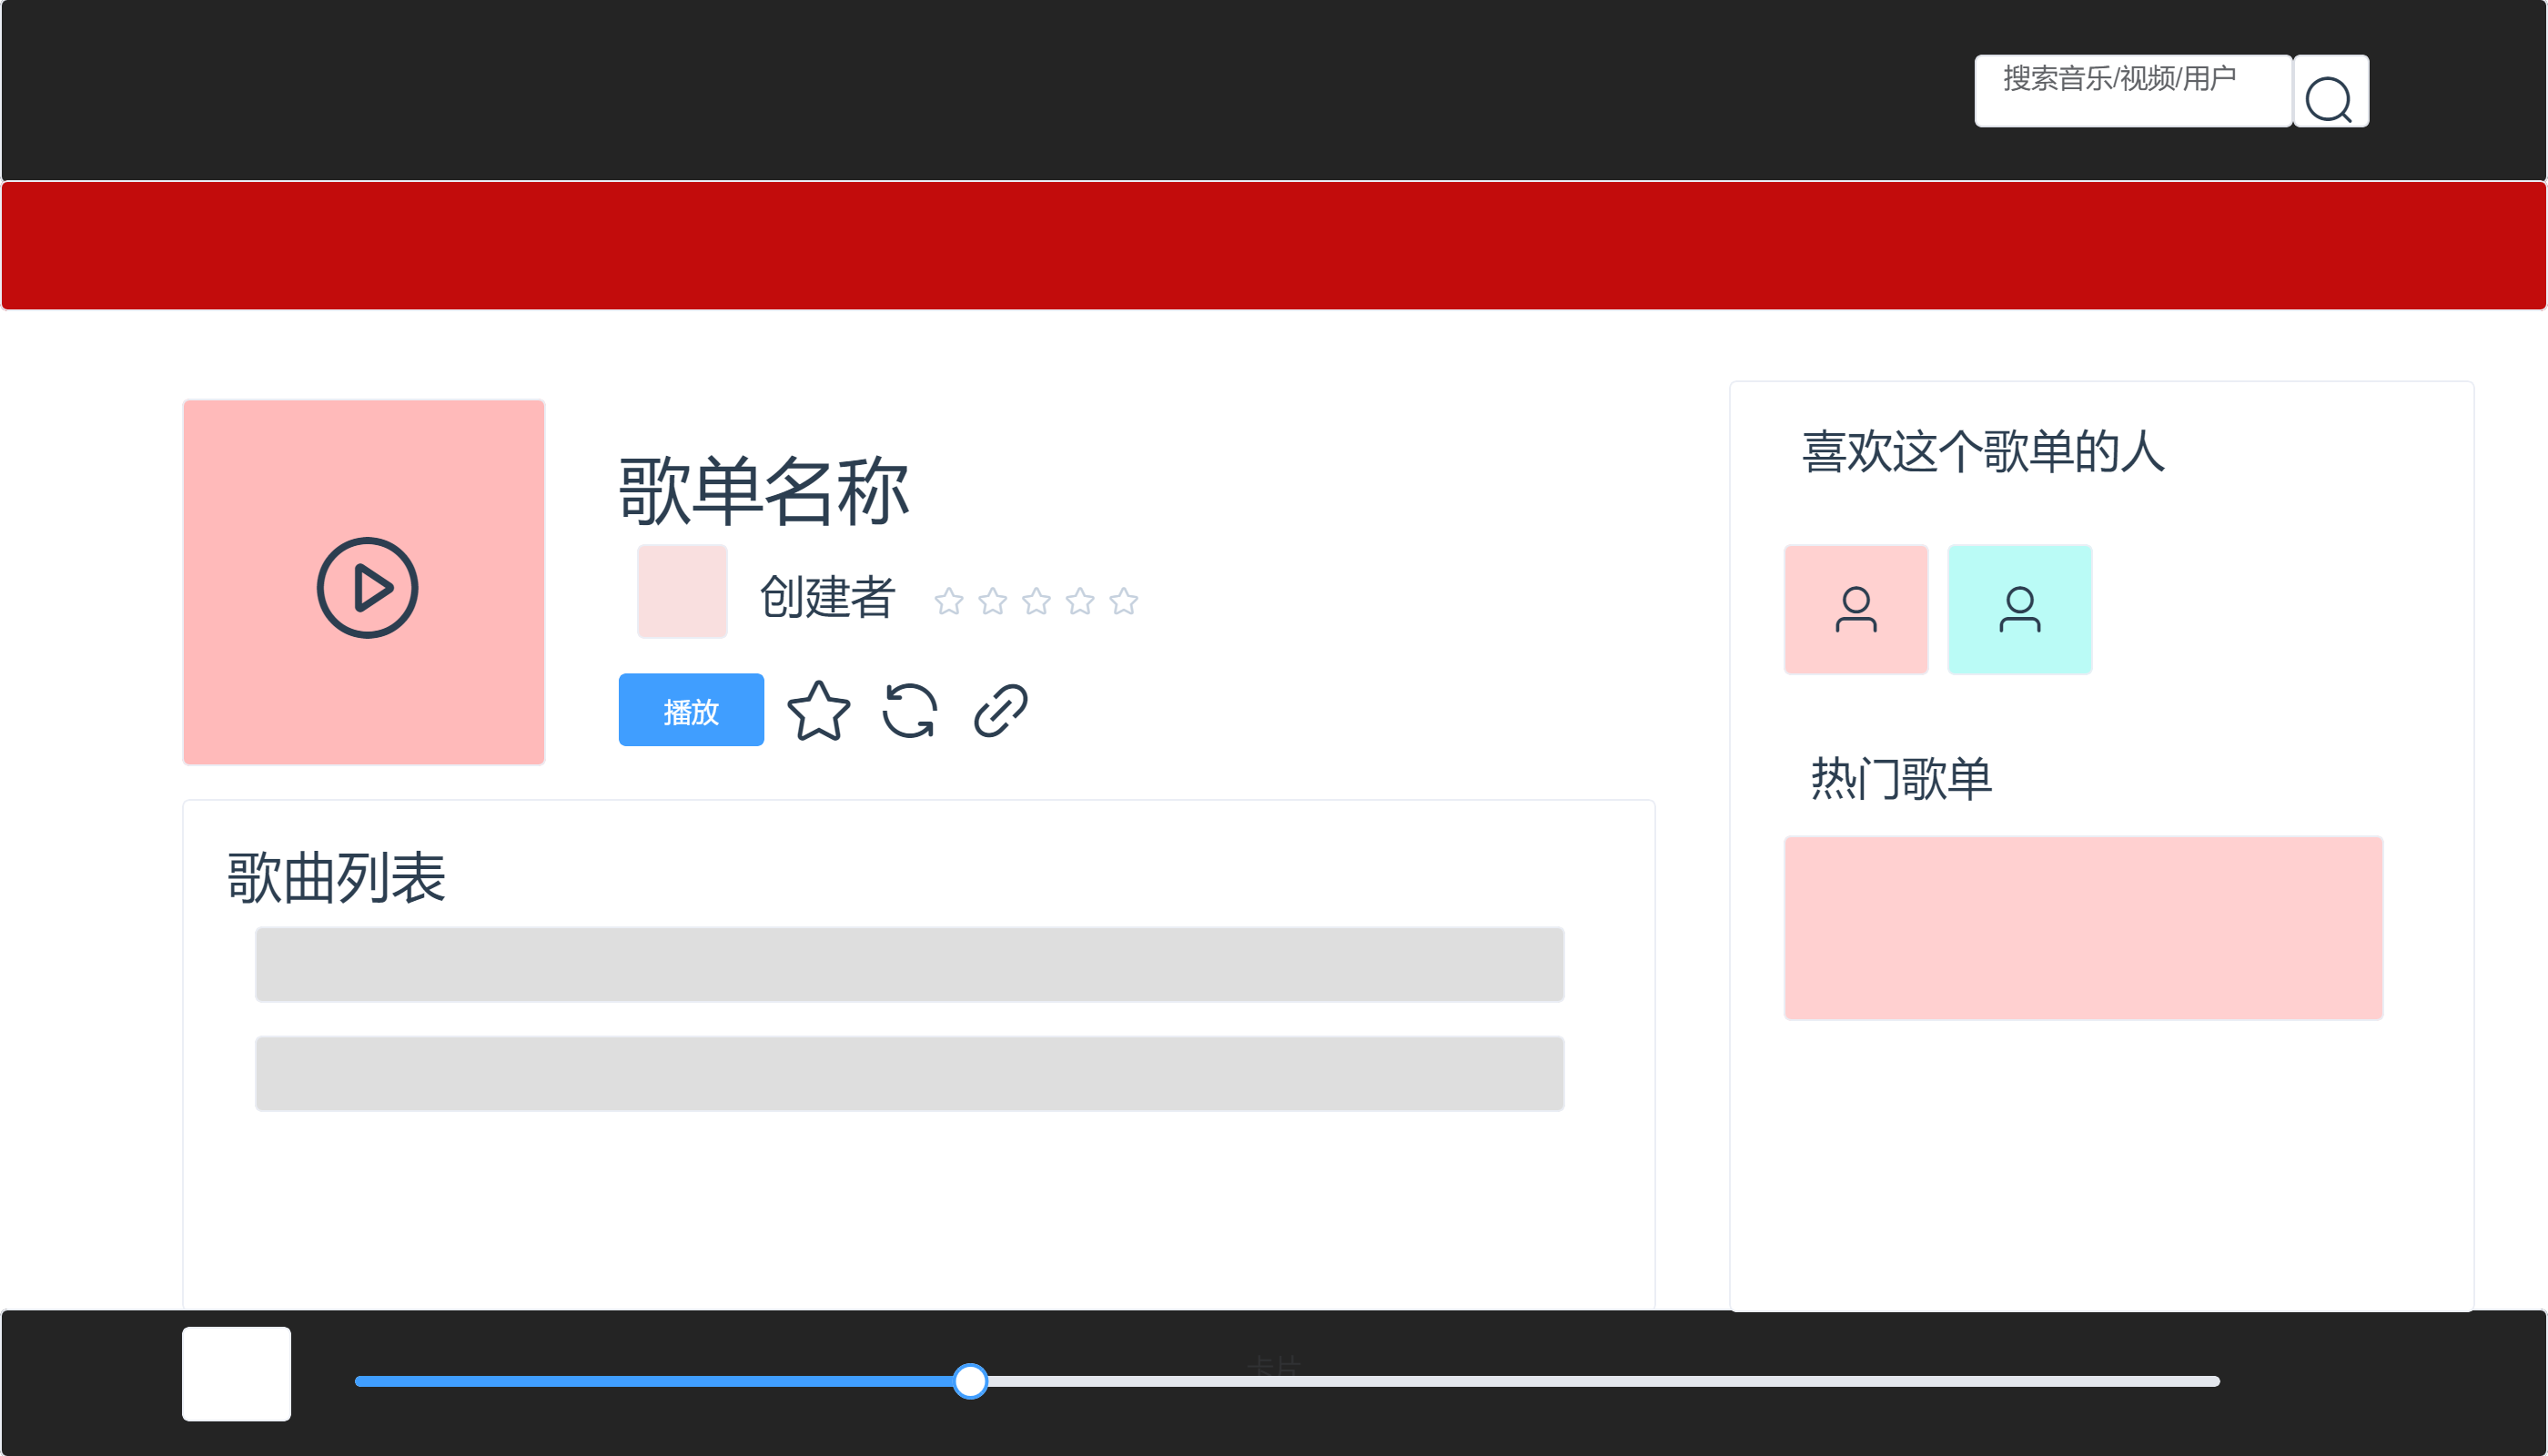 搜索音乐/视频/用户
歌单名称
创建者
播放
歌曲列表
喜欢这个歌单的人
热门歌单
卡片